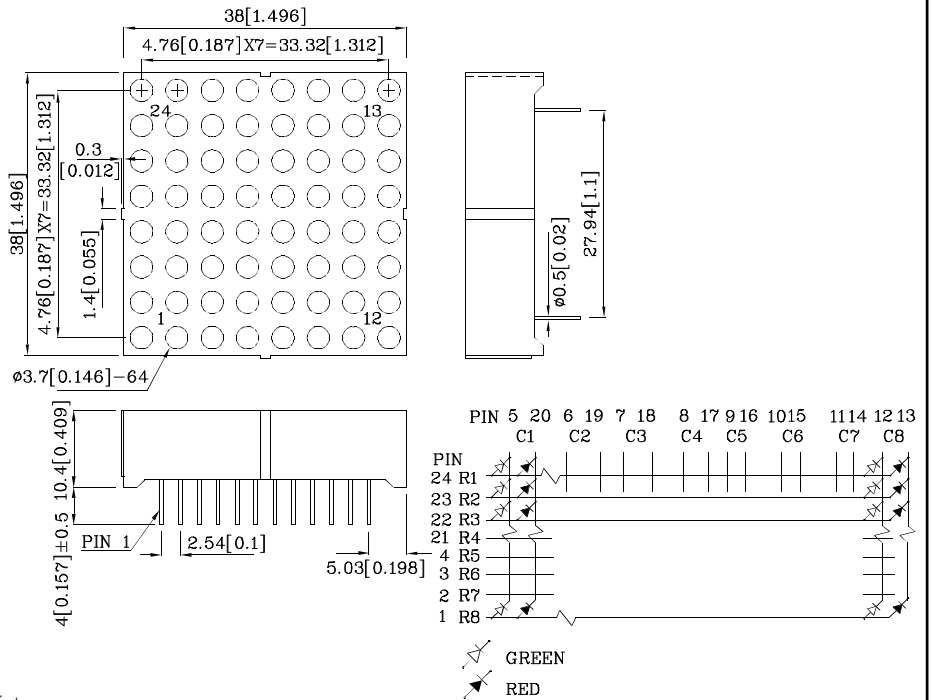 38[1.496]
4.76[0.187]X7=33.32[1.312]
24
13
0.3
[0.012]
38[1.496]
4.76[0.187]X7=33.32[1.312]
1.4[0.055]
1
12
ø3.7[0.146]-64
27.94[1.1]
ø0.5[0.02]
10.4[0.409]
4[0.157]±0.5
PIN 1
2.54[0.1]
5.03[0.198]
PIN 5 20 6 19 7 18 8 17 9 16 10 15 11 14 12 13
C1 C2 C3 C4 C5 C6 C7 C8
PIN
24 R1
23 R2
22 R3
21 R4
4 R5
3 R6
2 R7
1 R8
GREEN
RED